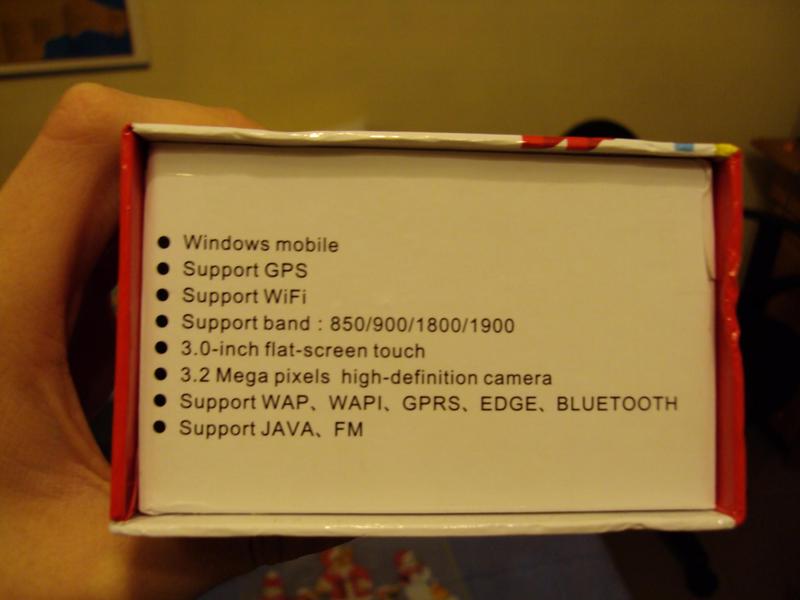 ● Windows mobile
● Support GPS
● Support WiFi
● Support band : 850/900/1800/1900
● 3.0-inch flat-screen touch
● 3.2 Mega pixels high-definition camera
● Support WAP、WAPI、GPRS、EDGE、BLUETOOTH
● Support JAVA、FM